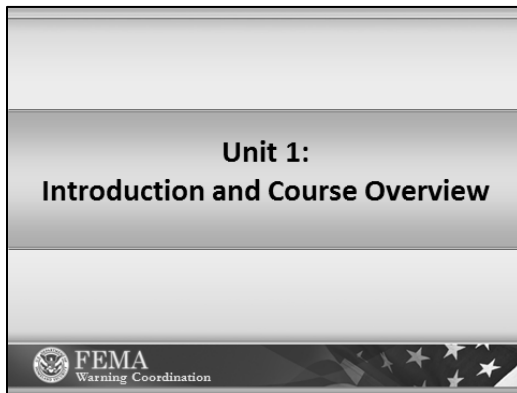 Unit 1:
Introduction and Course Overview
FEMA
Warning Coordination